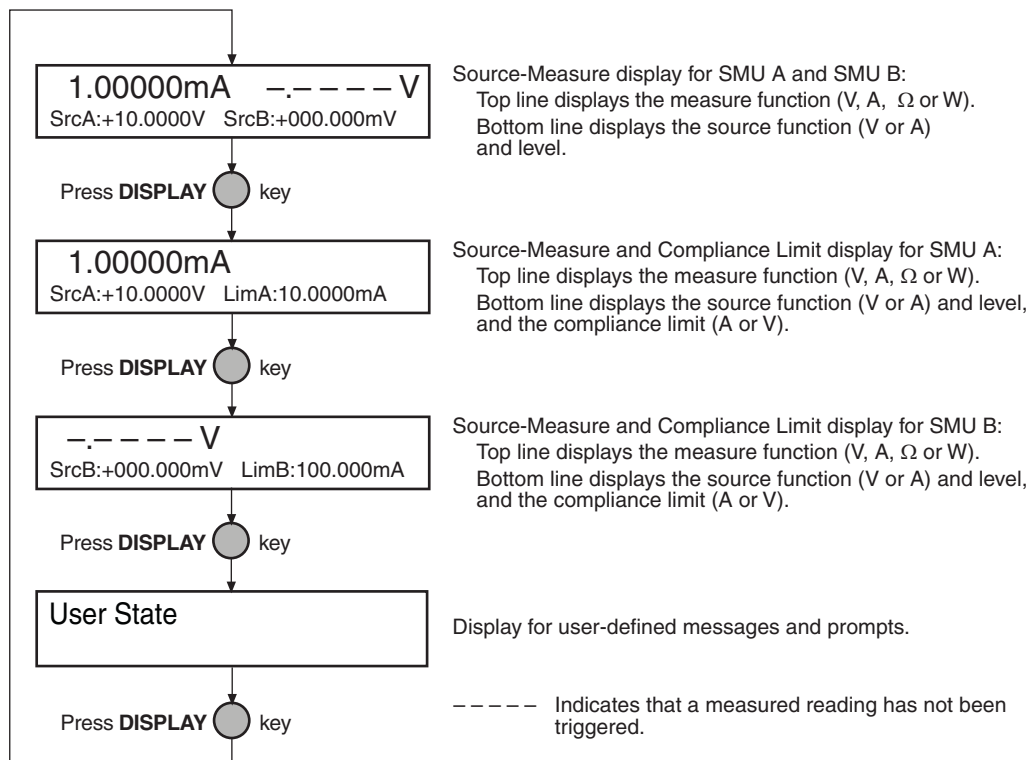 1.00000mA –.– – – – V
SrcA:+10.0000V SrcB:+000.000mV
Source-Measure display for SMU A and SMU B:
Top line displays the measure function (V, A, Ω or W).
Bottom line displays the source function (V or A)
and level.
Press DISPLAY key
1.00000mA
SrcA:+10.0000V LimA:10.0000mA
Source-Measure and Compliance Limit display for SMU A:
Top line displays the measure function (V, A, Ω or W).
Bottom line displays the source function (V or A) and level,
and the compliance limit (A or V).
Press DISPLAY key
–.– – – – V
SrcB:+000.000mV LimB:100.000mA
Source-Measure and Compliance Limit display for SMU B:
Top line displays the measure function (V, A, Ω or W).
Bottom line displays the source function (V or A) and level,
and the compliance limit (A or V).
Press DISPLAY key
User State
Display for user-defined messages and prompts.
– – – – – Indicates that a measured reading has not been
triggered.
Press DISPLAY key